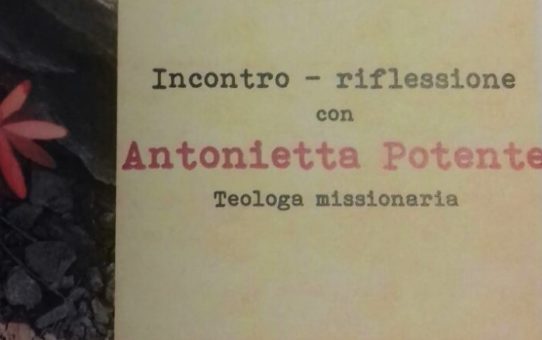 Incontro - riflessione
con
Antonietta Potente
Teologa missionaria